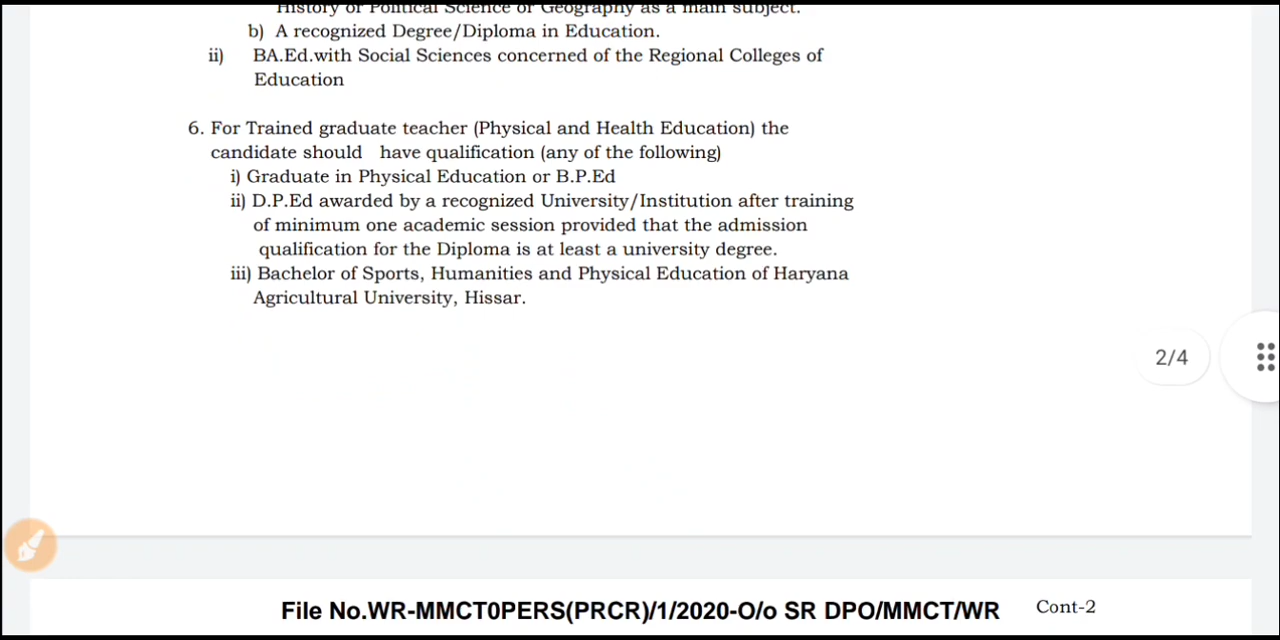 History or Political Science or Geography as a main subject.
b) A recognized Degree/Diploma in Education.
ii) BA.Ed.with Social Sciences concerned of the Regional Colleges of
Education
6. For Trained graduate teacher (Physical and Health Education) the
candidate should have qualification (any of the following)
i) Graduate in Physical Education or B.P.Ed
ii) D.P.Ed awarded by a recognized University/Institution after training
of minimum one academic session provided that the admission
qualification for the Diploma is at least a university degree.
iii) Bachelor of Sports, Humanities and Physical Education of Haryana
Agricultural University, Hissar.
2/4
File No.WR-MMCT0PERS(PRCR)/1/2020-O/o SR DPO/MMCT/WR Cont-2